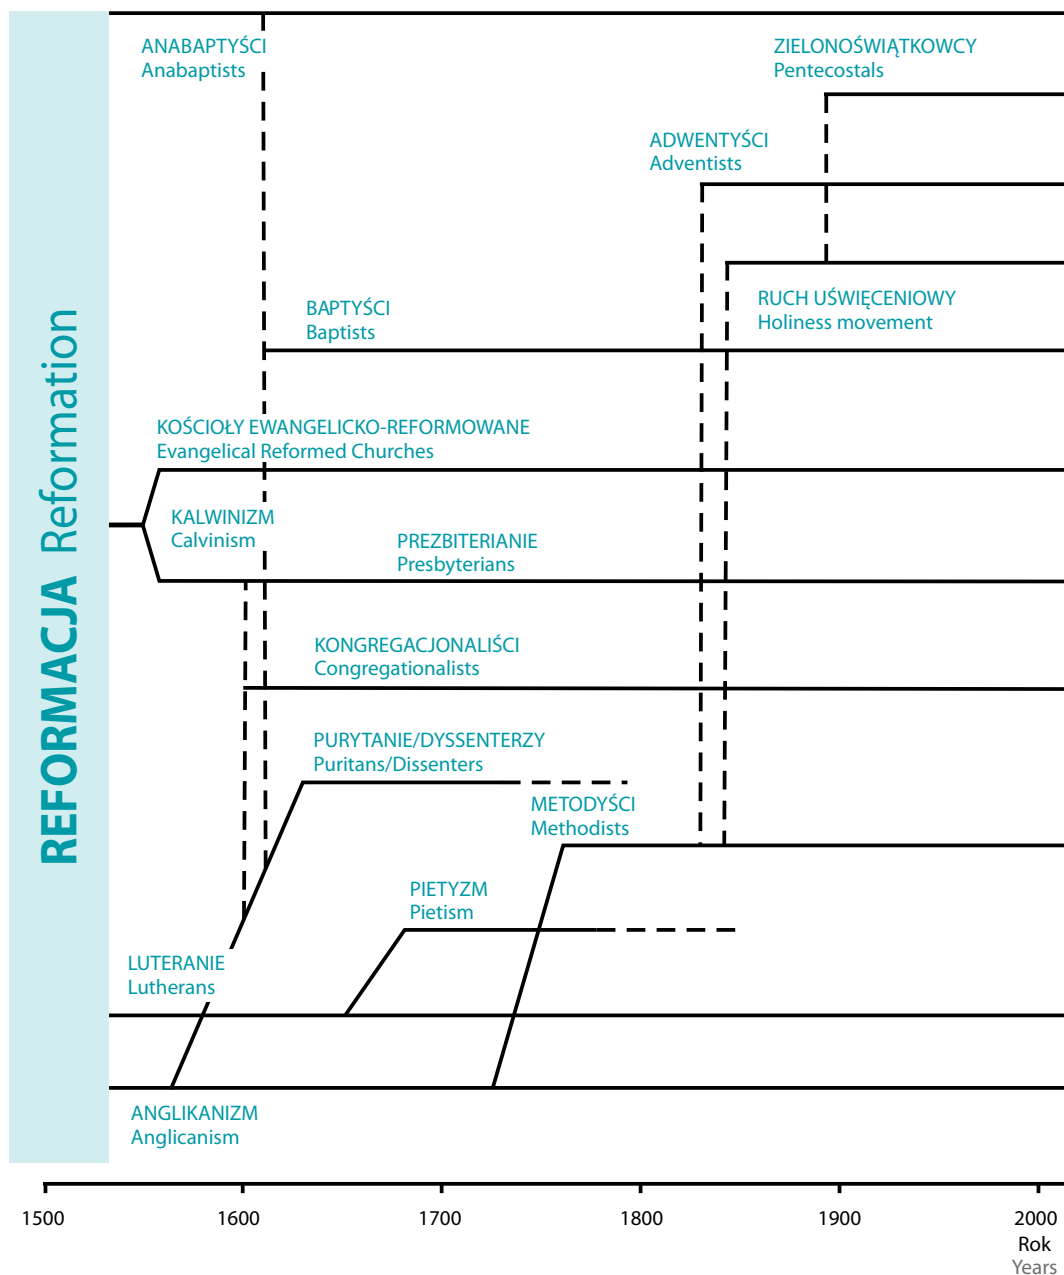 REFORMACJA Reformation
ANABAPTYŚCI
Anabaptists
ZIELONOŚWIĄTKOWCY
Pentecostals
ADWENTYŚCI
Adventists
RUCH UŚWIĘCENIOWY
Holiness movement
BAPTYŚCI
Baptists
KOŚCIOŁY EWANGELICKO-REFORMOWANE
Evangelical Reformed Churches
KALWINIZM
Calvinism
PREZBITERIANIE
Presbyterians
KONGREGACJONALIŚCI
Congregationalists
PURYTANIE/DYSSENTERZY
Puritans/Dissenters
METODYŚCI
Methodists
PIETYZM
Pietism
LUTERANIE
Lutherans
ANGLIKANIZM
Anglicanism
1500 1600 1700 1800 1900 2000
Rok
Years